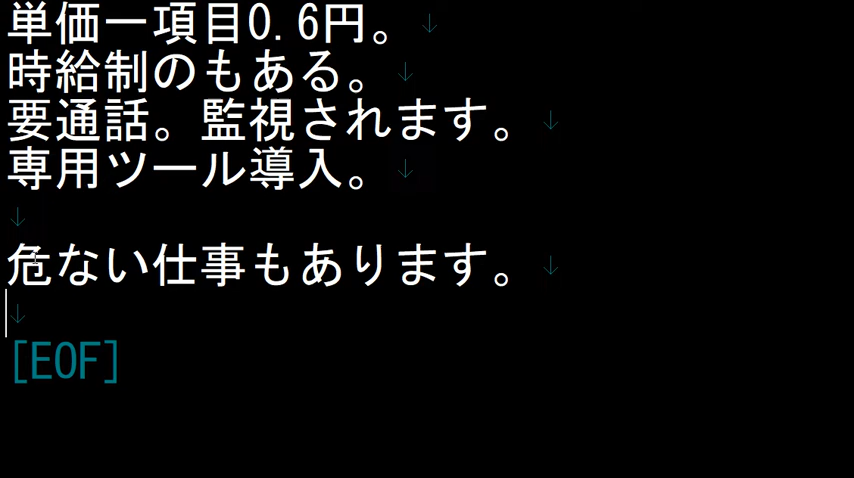 単価一項目0.6円。
時給制のもある。
要通話。監視されます。
専用ツール導入。
危ない仕事もあります。
[EOF]